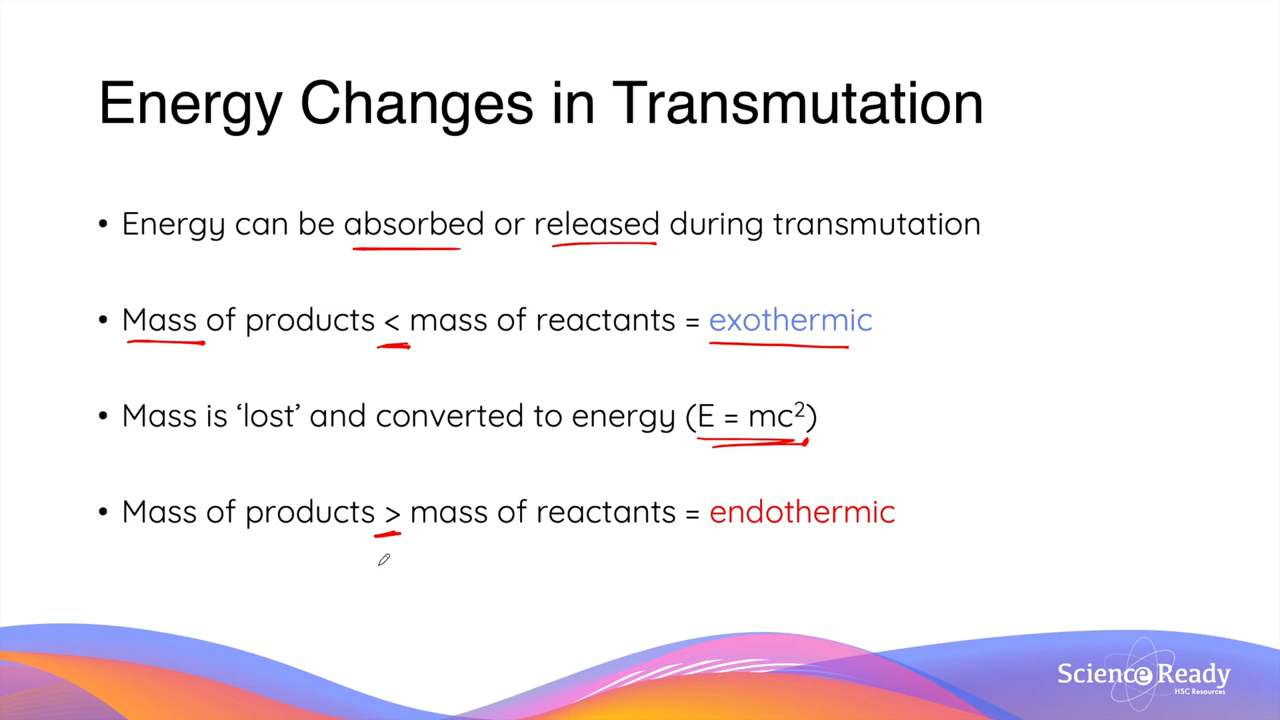 Energy Changes in Transmutation
• Energy can be absorbed or released during transmutation
• Mass of products < mass of reactants = exothermic
• Mass is ‘lost’ and converted to energy (E = mc²)
• Mass of products > mass of reactants = endothermic
Science Ready
HSC Resources